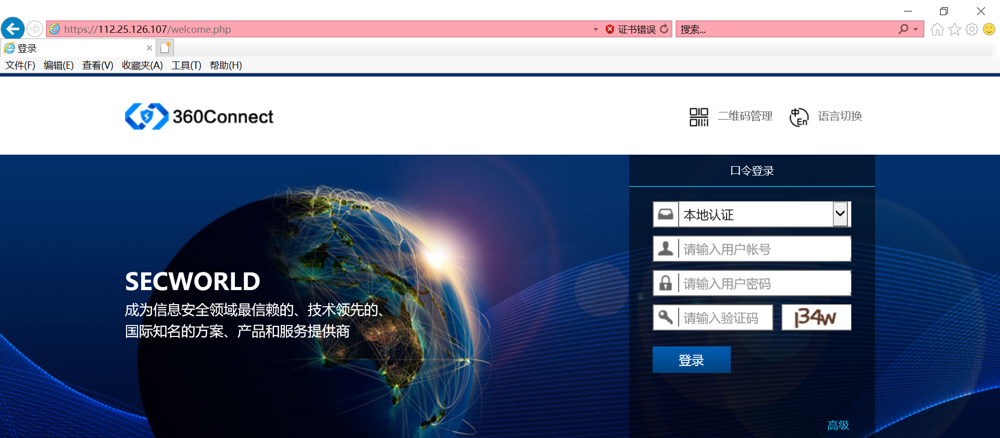 https://112.25.126.107/welcome.php
证书错误
搜索...
登录
文件(F) 编辑(E) 查看(V) 收藏夹(A) 工具(T) 帮助(H)
360Connect
二维码管理
中
En
语言切换
口令登录
本地认证
请输入用户帐号
请输入用户密码
请输入验证码
134W
登录
高级
SECWORLD
成为信息安全领域最信赖的、技术领先的、
国际知名的方案、产品和服务提供商